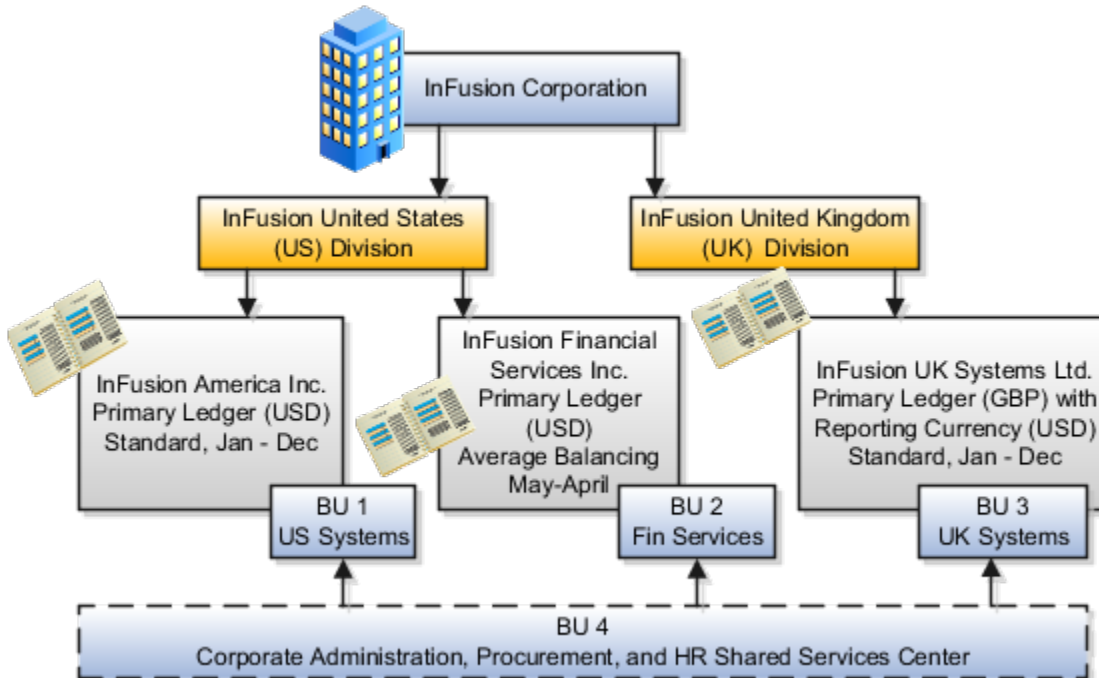 InFusion Corporation
InFusion United States
(US) Division
InFusion United Kingdom
(UK) Division
InFusion America Inc.
Primary Ledger (USD)
Standard, Jan - Dec
InFusion Financial
Services Inc.
Primary Ledger
(USD)
Average Balancing
May-April
InFusion UK Systems Ltd.
Primary Ledger (GBP) with
Reporting Currency (USD)
Standard, Jan - Dec
BU 1
US Systems
BU 2
Fin Services
BU 3
UK Systems
BU 4
Corporate Administration, Procurement, and HR Shared Services Center